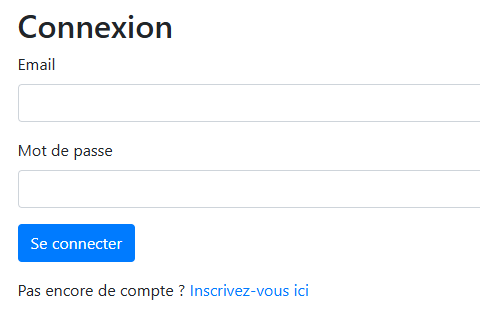 Connexion
Email
Mot de passe
Se connecter
Pas encore de compte ? Inscrivez-vous ici